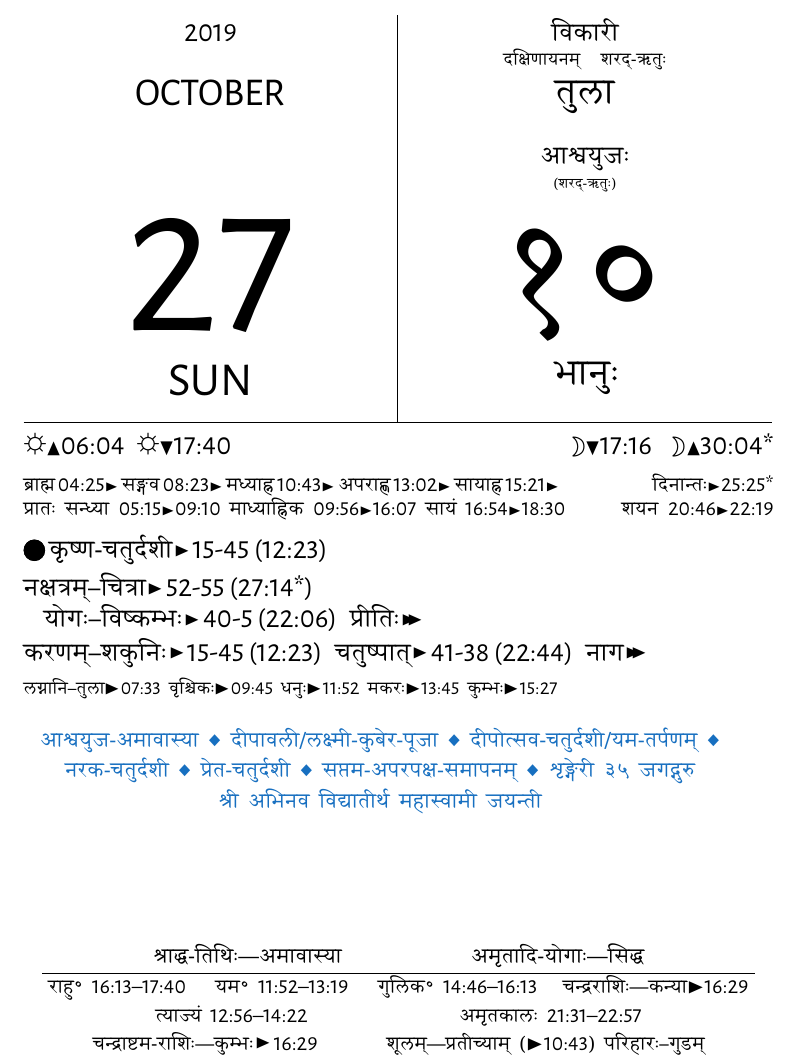 2019
OCTOBER
27
SUN
विकारी
दक्षिणायनम् शरद्-ऋतुः
तुला
आश्वयुजः
(शरद्-ऋतुः)
१०
भानुः
☼▲06:04 ☼▼17:40 ☽▼17:16 ☽▲30:04*
ब्राह्म 04:25► सङ्गव 08:23► मध्याह्न 10:43► अपराह्ण 13:02► सायाह्न 15:21► दिनान्तः►25:25*
प्रातः सन्ध्या 05:15►09:10 माध्याह्निक 09:56►16:07 सायं 16:54►18:30 शयन 20:46►22:19
●कृष्ण-चतुर्दशी►15-45 (12:23)
नक्षत्रम्–चित्रा►52-55 (27:14*)
योगः–विष्कम्भः►40-5 (22:06) प्रीतिः►►
करणम्–शकुनिः►15-45 (12:23) चतुष्पात्►41-38 (22:44) नाग►►
लग्नानि–तुला►07:33 वृश्चिकः►09:45 धनुः►11:52 मकरः►13:45 कुम्भः►15:27
आश्वयुज-अमावास्या ◆ दीपावली/लक्ष्मी-कुबेर-पूजा ◆ दीपोत्सव-चतुर्दशी/यम-तर्पणम् ◆
नरक-चतुर्दशी ◆ प्रेत-चतुर्दशी ◆ सप्तम-अपरपक्ष-समापनम् ◆ शृङ्गेरी ३५ जगद्गुरु
श्री अभिनव विद्यातीर्थ महास्वामी जयन्ती
श्राद्ध-तिथिः—अमावास्या अमृतादि-योगाः—सिद्ध
राहु॰ 16:13–17:40 यम॰ 11:52–13:19 गुलिक॰ 14:46–16:13 चन्द्रराशिः—कन्या►16:29
त्याज्यं 12:56–14:22 अमृतकालः 21:31–22:57
चन्द्राष्टम-राशिः—कुम्भः►16:29 शूलम्—प्रतीच्याम् (►10:43) परिहारः–गुडम्